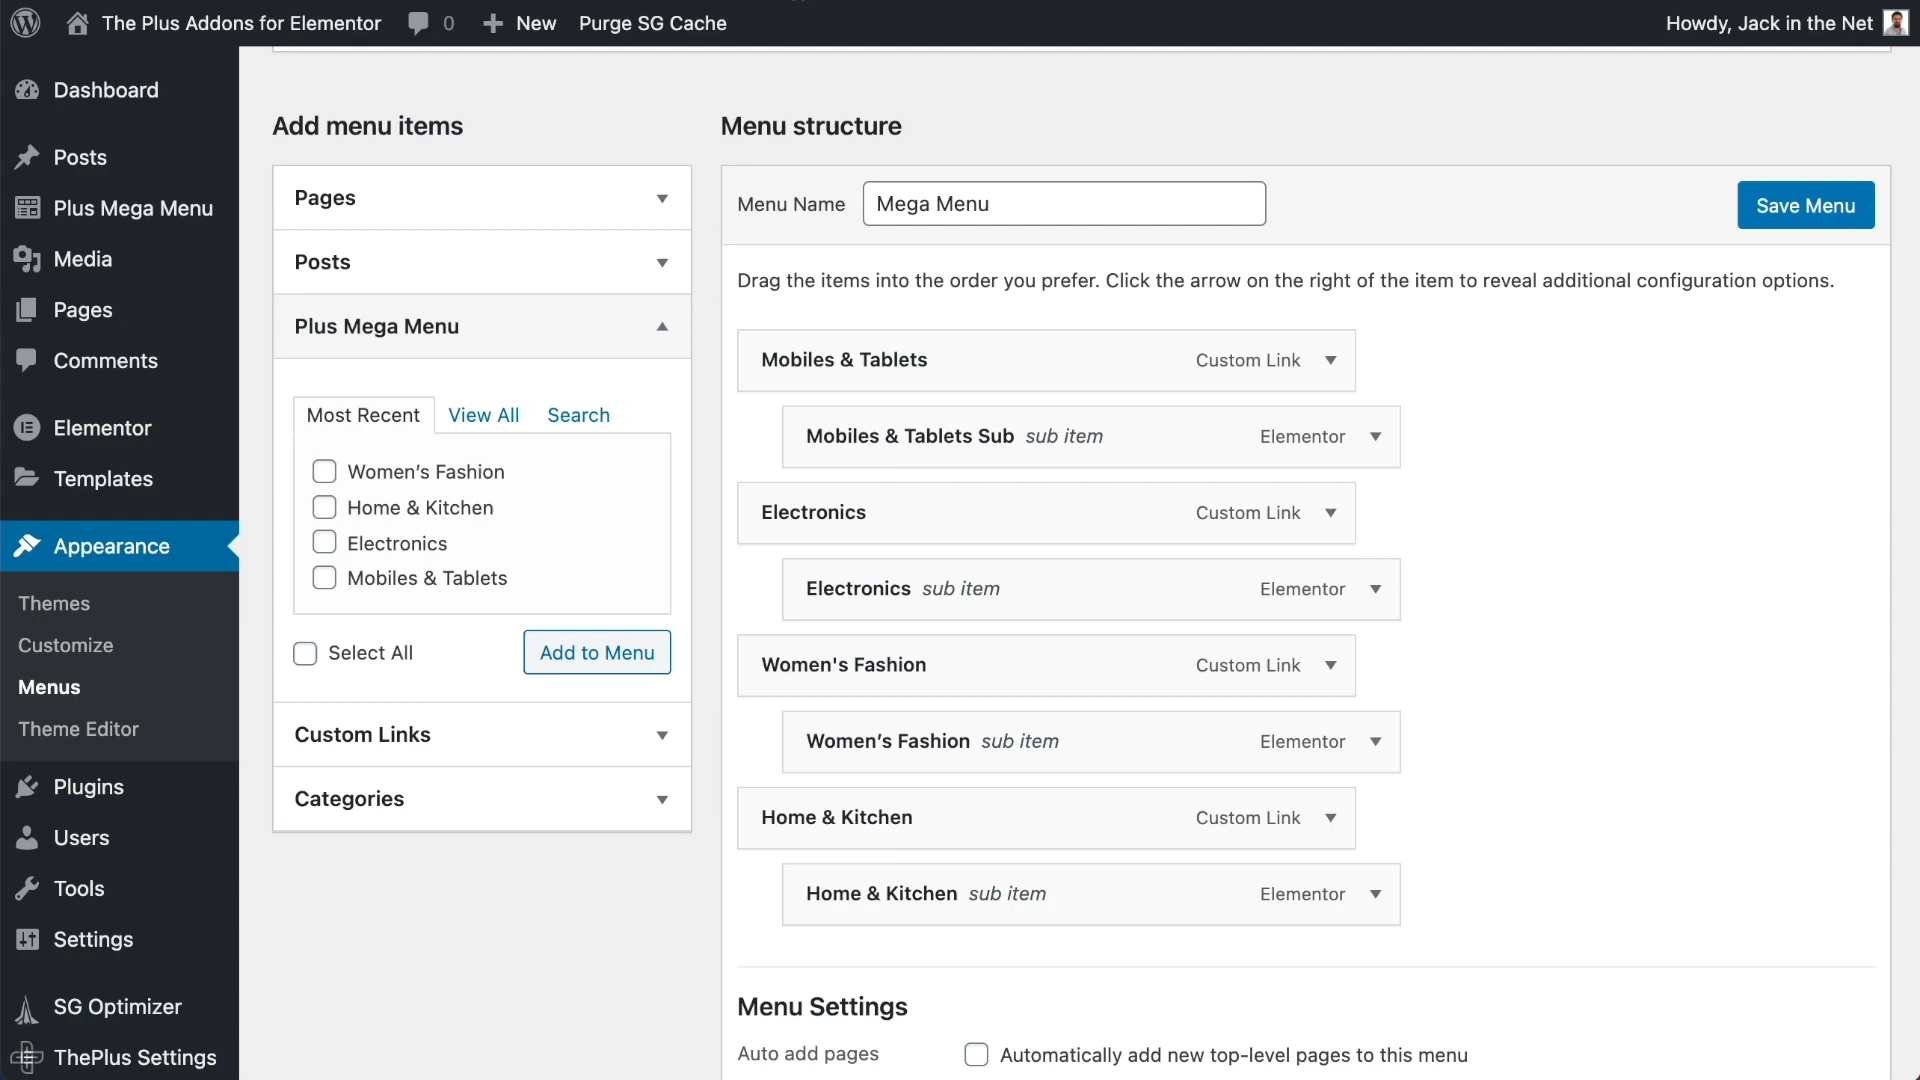 The Plus Addons for Elementor 0 New Purge SG Cache Howdy, Jack in the Net
Dashboard
Posts
Plus Mega Menu
Media
Pages
Comments
Elementor
Templates
Appearance
Themes
Customize
Menus
Theme Editor
Plugins
Users
Tools
Settings
SG Optimizer
ThePlus Settings
Add menu items
Pages
Posts
Plus Mega Menu
Most Recent View All Search
Women’s Fashion
Home & Kitchen
Electronics
Mobiles & Tablets
Select All Add to Menu
Custom Links
Categories
Menu structure
Menu Name Mega Menu Save Menu
Drag the items into the order you prefer. Click the arrow on the right of the item to reveal additional configuration options.
Mobiles & Tablets Custom Link
Mobiles & Tablets Sub sub item Elementor
Electronics Custom Link
Electronics sub item Elementor
Women's Fashion Custom Link
Women’s Fashion sub item Elementor
Home & Kitchen Custom Link
Home & Kitchen sub item Elementor
Menu Settings
Auto add pages Automatically add new top-level pages to this menu